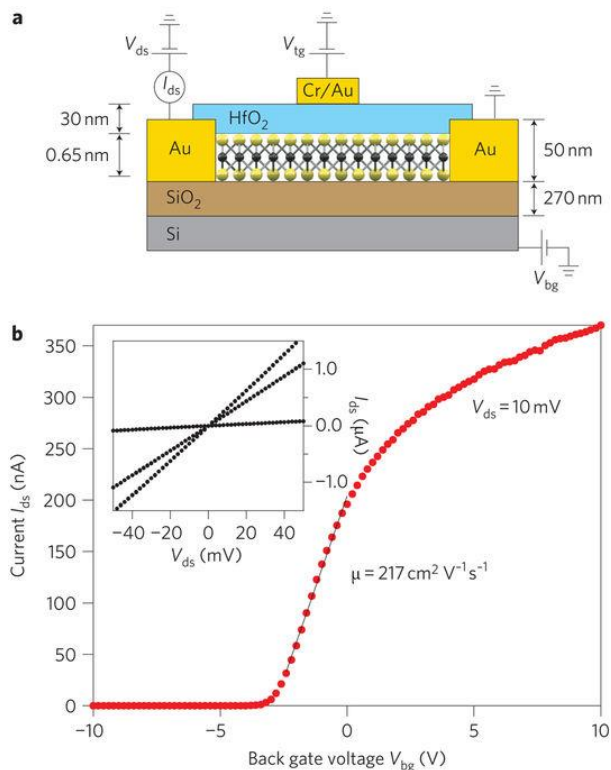 a
V_ds
V_tg
I_ds
Cr/Au
30 nm
HfO₂
0.65 nm
Au
Au
50 nm
SiO₂
270 nm
Si
V_bg
b
350
300
250
200
150
100
50
0
Current I_ds (nA)
1.0
0.0
−1.0
I_ds (μA)
−40 −20 0 20 40
V_ds (mV)
V_ds = 10 mV
μ = 217 cm² V⁻¹ s⁻¹
−10 −5 0 5 10
Back gate voltage V_bg (V)